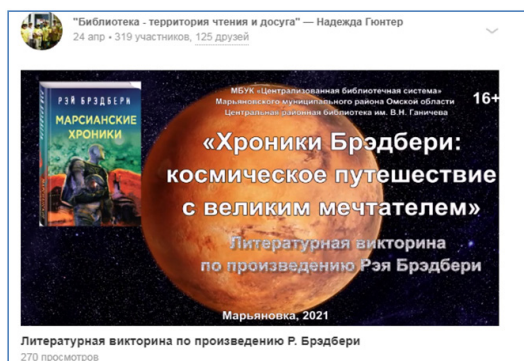 "Библиотека - территория чтения и досуга" — Надежда Гюнтер
24 апр • 319 участников, 125 друзей
МБУК «Централизованная библиотечная система»
Марьяновского муниципального района Омской области
Центральная районная библиотека им. В.Н. Ганичева
16+
РЭЙ БРЭДБЕРИ
МАРСИАНСКИЕ
ХРОНИКИ
«Хроники Брэдбери:
космическое путешествие
с великим мечтателем»
Литературная викторина
по произведению Рэя Брэдбери
Марьяновка, 2021
Литературная викторина по произведению Р. Брэдбери
270 просмотров